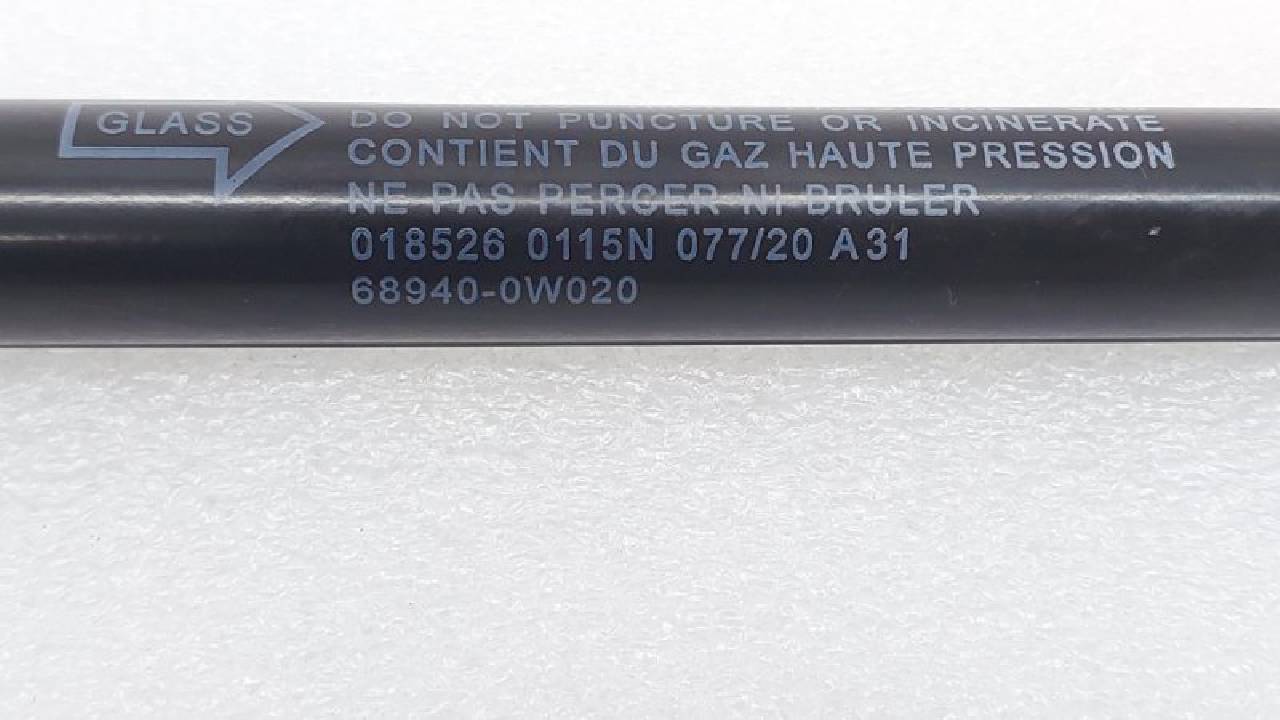 GLASS
DO NOT PUNCTURE OR INCINERATE
CONTIENT DU GAZ HAUTE PRESSION
NE PAS PERCER NI BRULER
018526 0115N 077/20 A31
68940-0W020